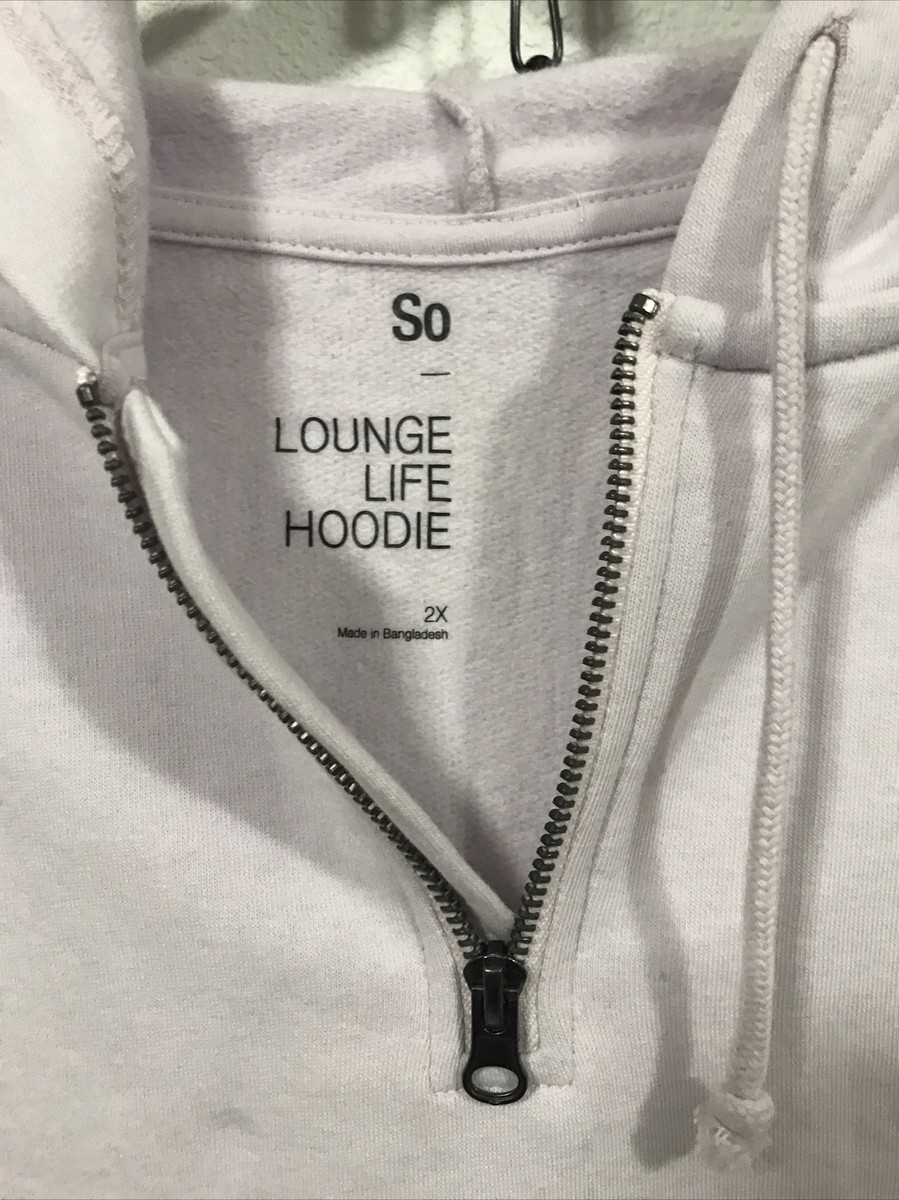 So
—
LOUNGE
LIFE
HOODIE
2X
Made in Bangladesh